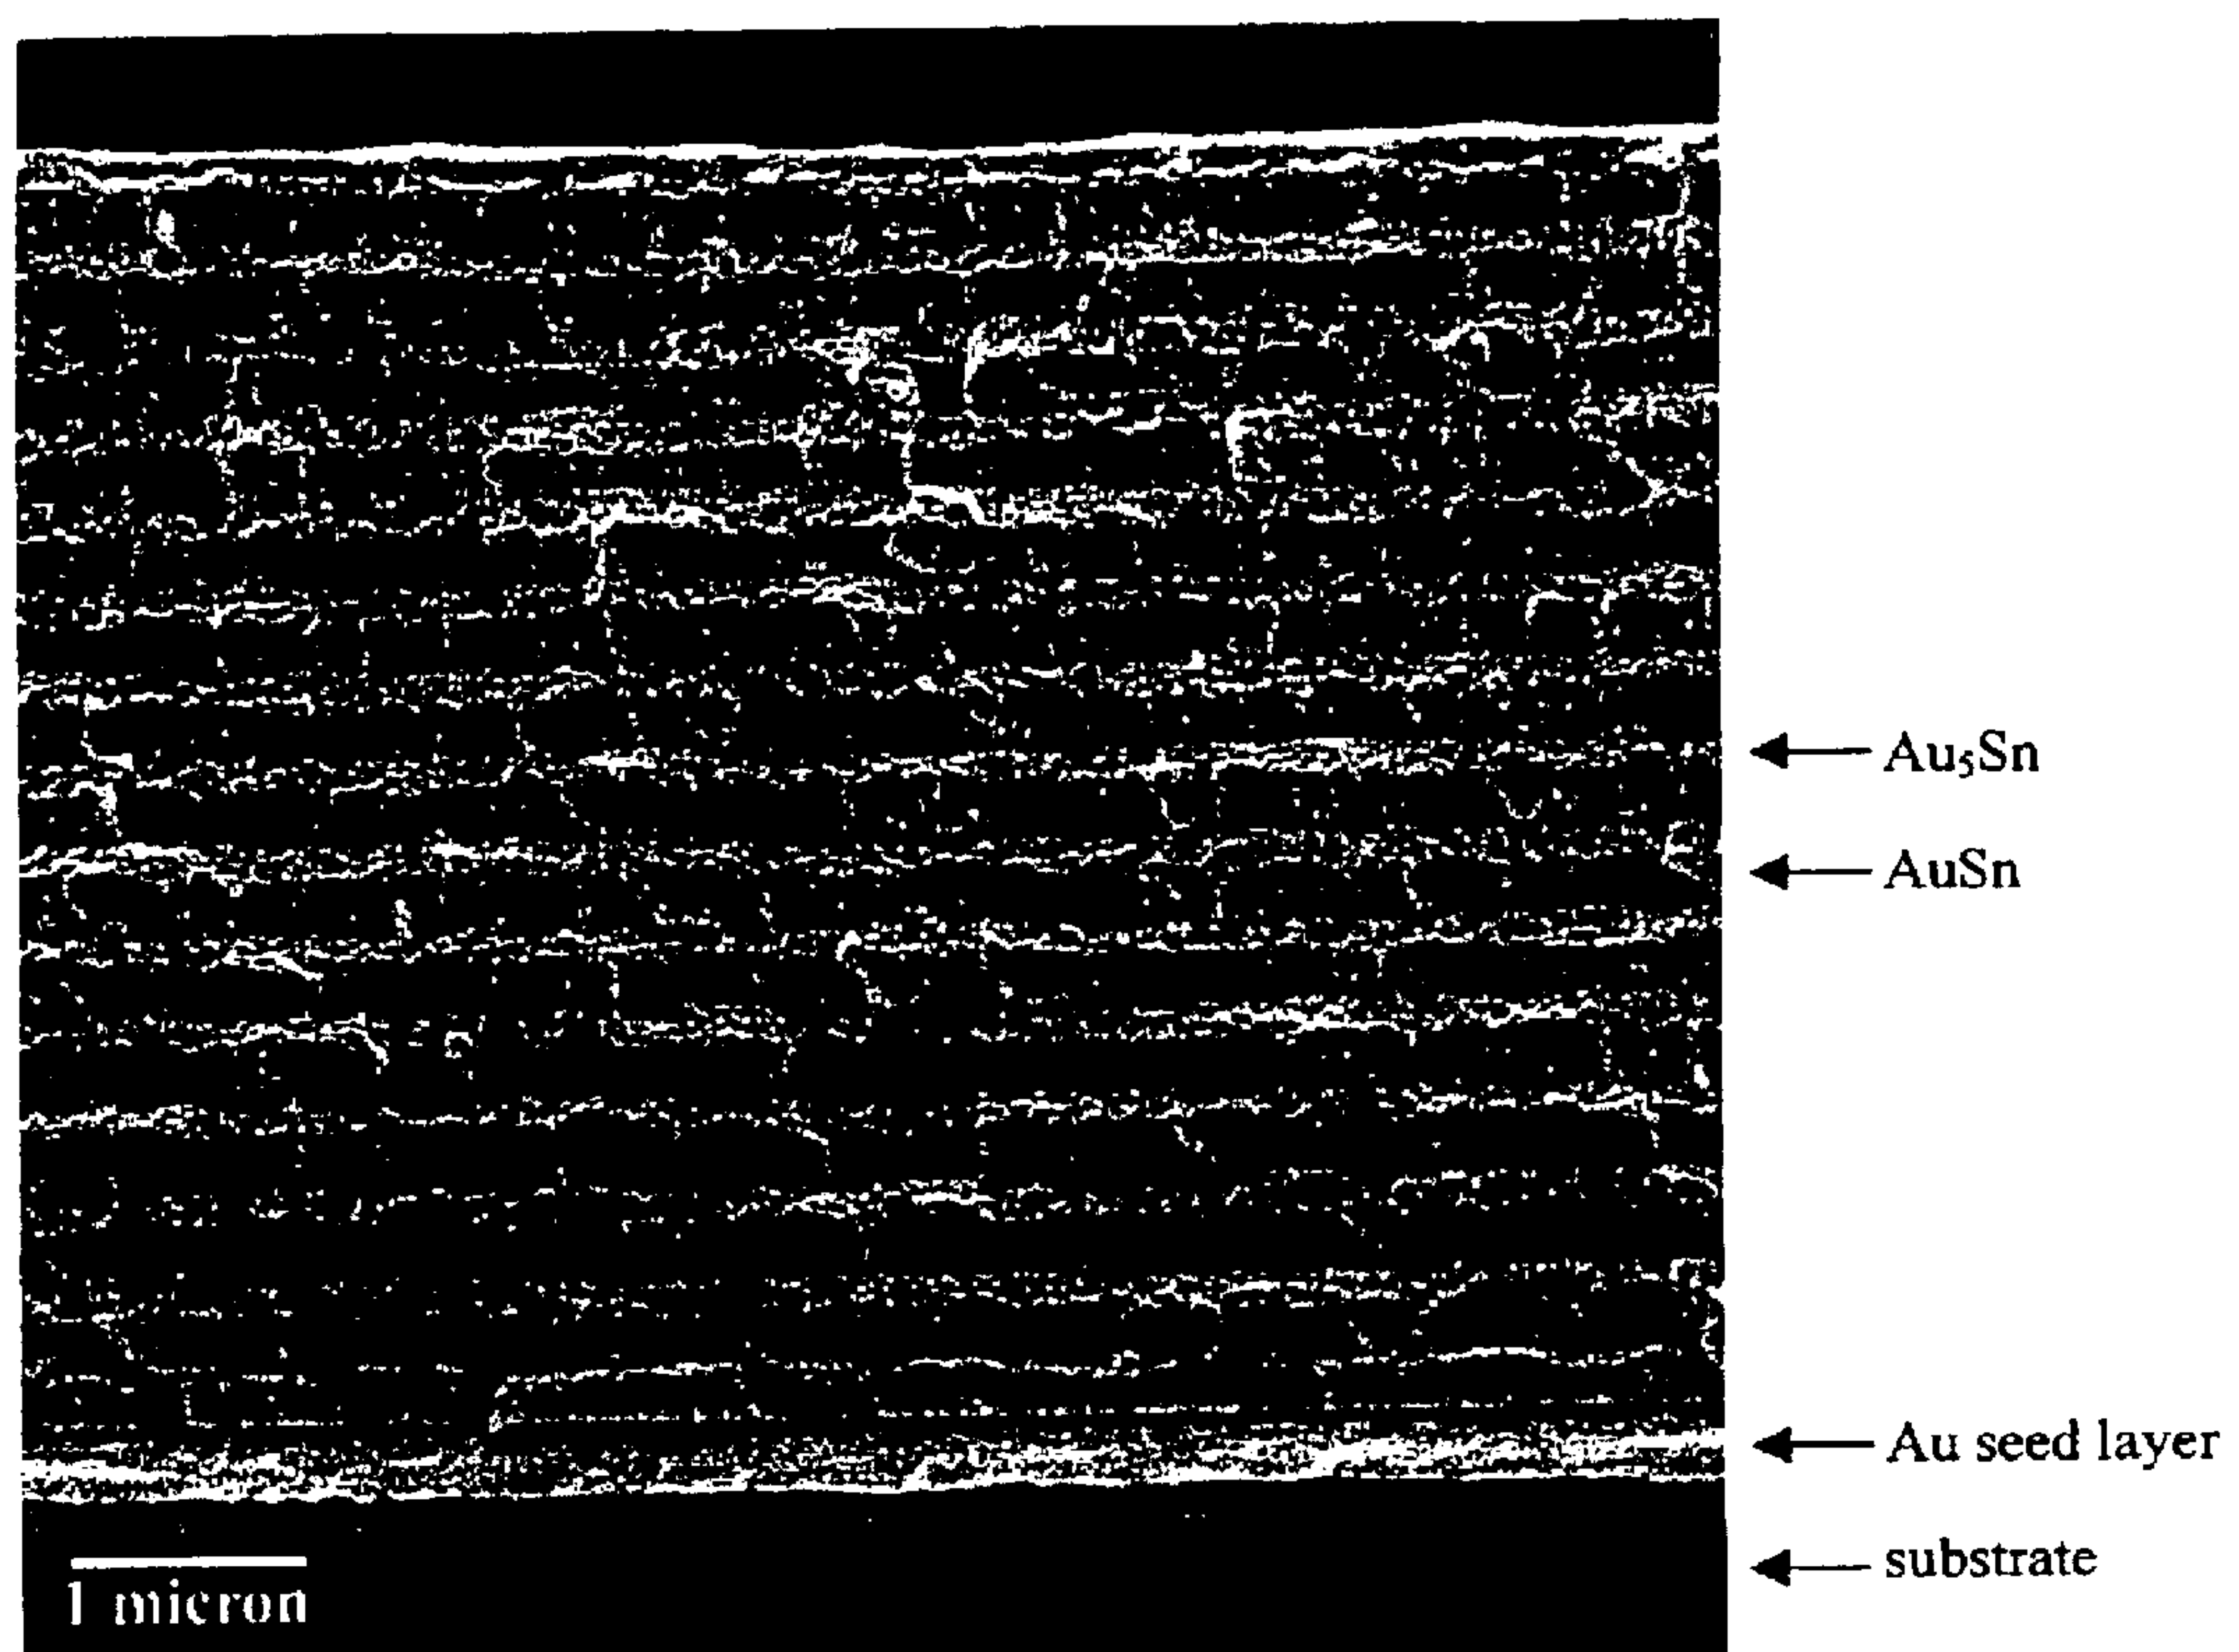 Au₅Sn
AuSn
Au seed layer
substrate
1 micron